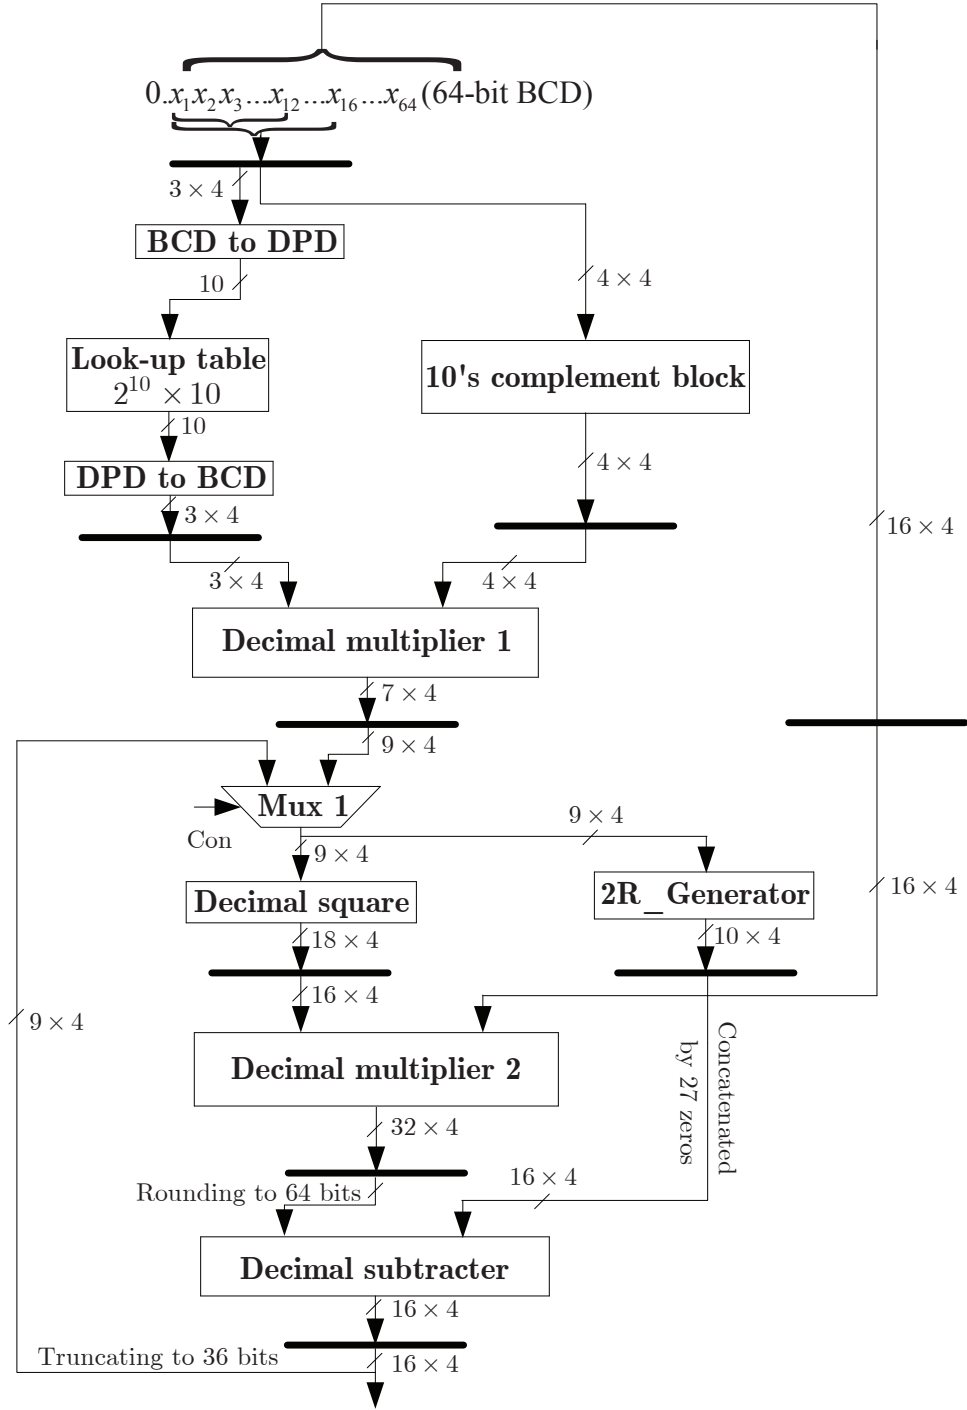 0.x₁x₂x₃...x₁₂...x₁₆...x₆₄(64-bit BCD)
3 × 4
BCD to DPD
10
4 × 4
Look-up table
2¹⁰ × 10
10's complement block
10
4 × 4
DPD to BCD
3 × 4
16 × 4
3 × 4
4 × 4
Decimal multiplier 1
7 × 4
9 × 4
Mux 1
Con
9 × 4
9 × 4
16 × 4
Decimal square
2R_Generator
18 × 4
10 × 4
16 × 4
9 × 4
Decimal multiplier 2
Concatenated
by 27 zeros
32 × 4
Rounding to 64 bits
16 × 4
Decimal subtracter
16 × 4
Truncating to 36 bits
16 × 4